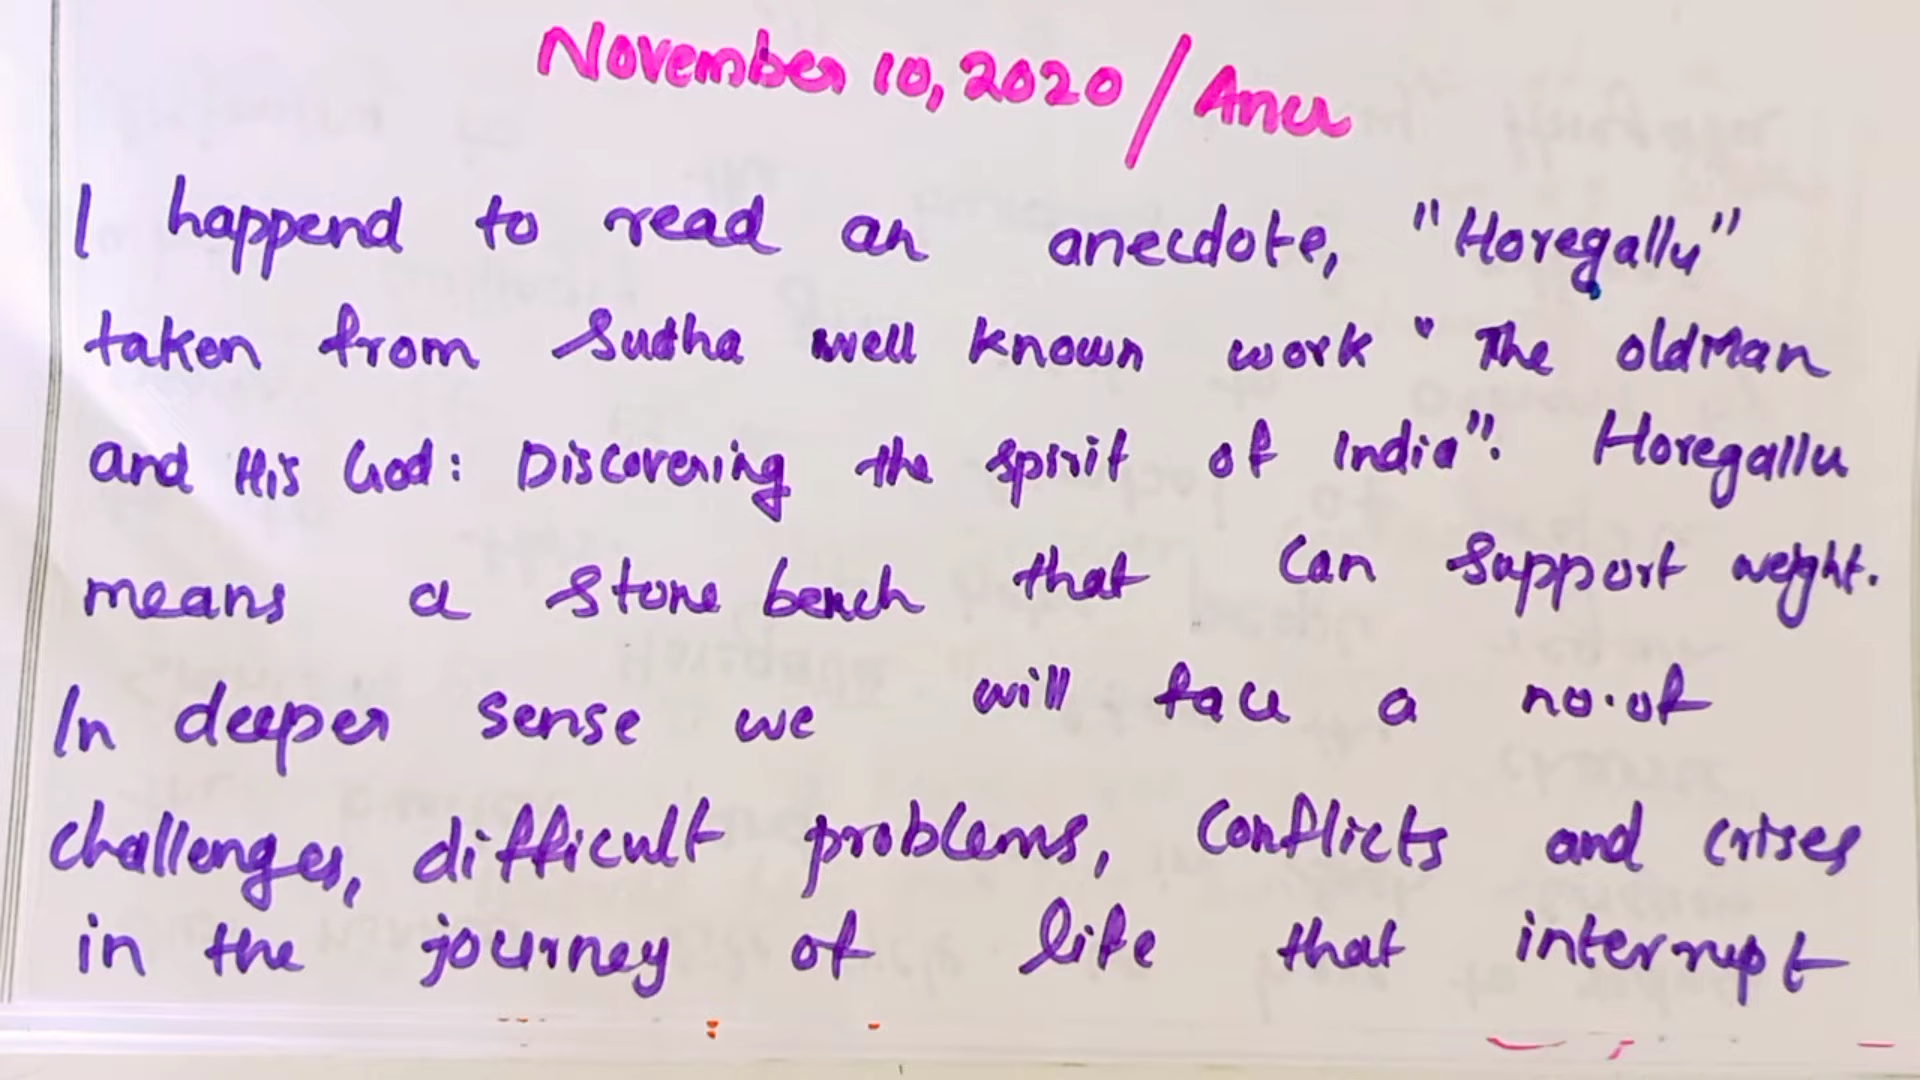 November 10, 2020 / Anu
I happend to read an anecdote, "Horegallu"
taken from Sudha well known work "The oldman
and His God: Discovering the spirit of India". Horegallu
means a stone bench that can support weight.
In deeper sense we will face a no.of
challenges, difficult problems, conflicts and crises
in the journey of life that interrupt